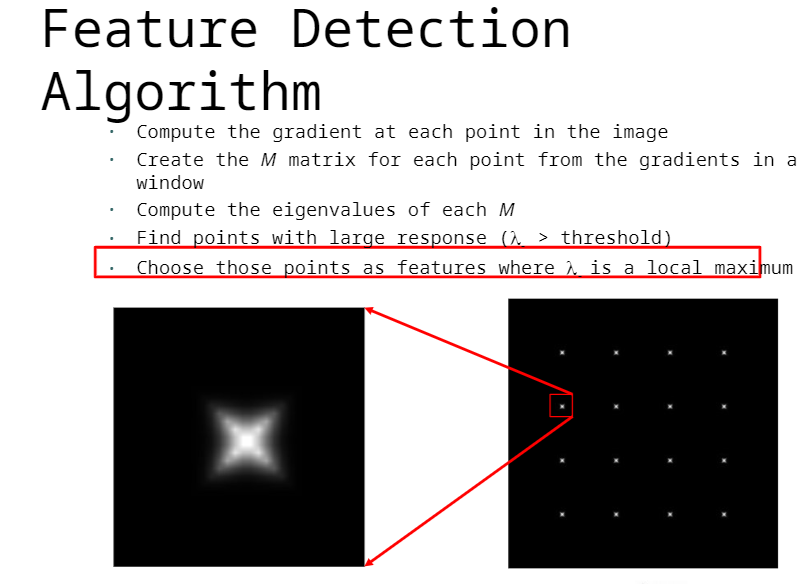 Feature Detection
Algorithm
· Compute the gradient at each point in the image
· Create the M matrix for each point from the gradients in a
window
· Compute the eigenvalues of each M
· Find points with large response (λ- > threshold)
· Choose those points as features where λ- is a local maximum